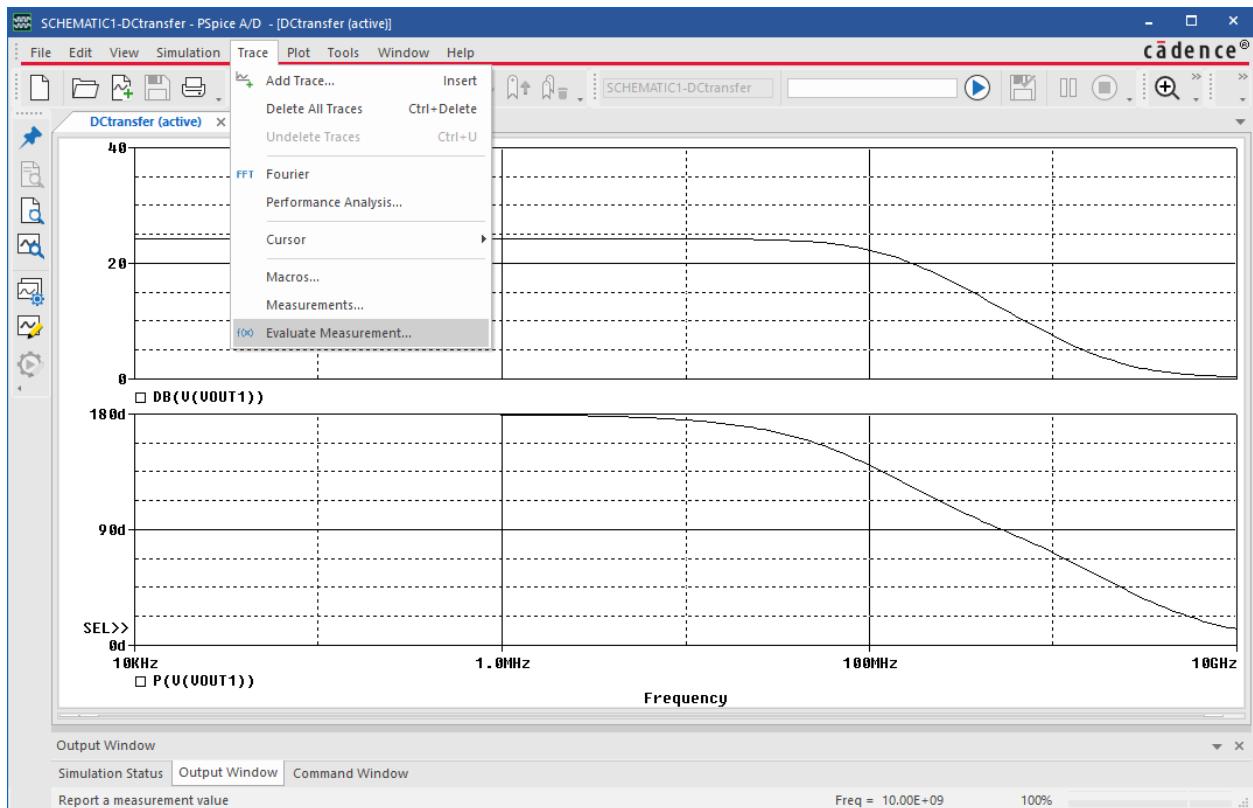 SCHEMATIC1-DCtransfer - PSpice A/D - [DCtransfer (active)]
File Edit View Simulation Trace Plot Tools Window Help
cādence®
SCHEMATIC1-DCtransfer
DCtransfer (active)
Add Trace... Insert
Delete All Traces Ctrl+Delete
Undelete Traces Ctrl+U
FFT Fourier
Performance Analysis...
Cursor
Macros...
Measurements...
f(x) Evaluate Measurement...
40
20
0
DB(V(VOUT1))
180d
90d
SEL>>
0d
10KHz 1.0MHz 100MHz 10GHz
P(V(VOUT1))
Frequency
Output Window
Simulation Status Output Window Command Window
Report a measurement value Freq = 10.00E+09 100%